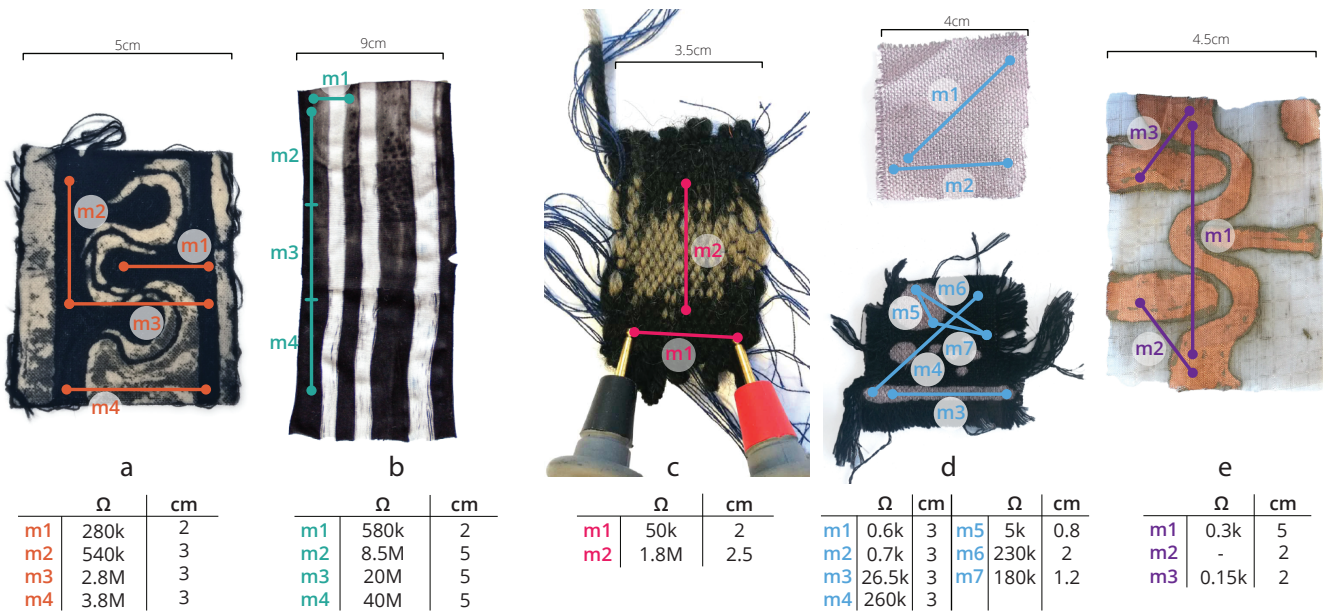 5cm
9cm
3.5cm
4cm
4.5cm
m2
m1
m3
m4
m1
m2
m3
m4
m2
m1
m1
m2
m6
m5
m7
m4
m3
m3
m1
m2
a
b
c
d
e
Ω cm
m1 280k 2
m2 540k 3
m3 2.8M 3
m4 3.8M 3
Ω cm
m1 580k 2
m2 8.5M 5
m3 20M 5
m4 40M 5
Ω cm
m1 50k 2
m2 1.8M 2.5
Ω cm Ω cm
m1 0.6k 3 m5 5k 0.8
m2 0.7k 3 m6 230k 2
m3 26.5k 3 m7 180k 1.2
m4 260k 3
Ω cm
m1 0.3k 5
m2 - 2
m3 0.15k 2